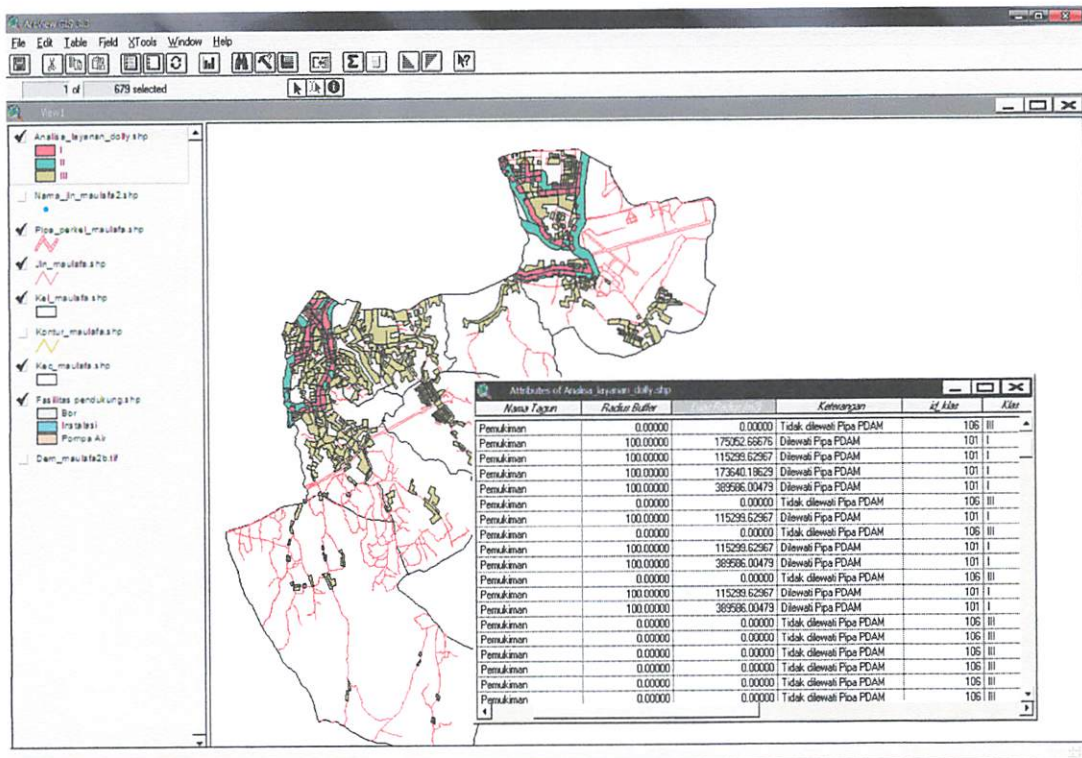 File Edit Table Field XTools Window Help
1 of 679 selected
View1
Analisa_layanan_dolly.shp
I
II
III
Nama_jln_maulafa2.shp
Pipa_perkel_maulafa.shp
Jln_maulafa.shp
Kel_maulafa.shp
Kontur_maulafa.shp
Kec_maulafa.shp
Fasilitas pendukung.shp
Bor
Instalasi
Pompa Air
Dem_maulafa2b.tif
Attributes of Analisa_layanan_dolly.shp
Nama Tagun Radius Buffer Keterangan id_klas Klas
Pemukiman 0.00000 0.00000 Tidak dilewati Pipa PDAM 106 III
Pemukiman 100.00000 175052.66676 Dilewati Pipa PDAM 101 I
Pemukiman 100.00000 115299.62967 Dilewati Pipa PDAM 101 I
Pemukiman 100.00000 173640.18629 Dilewati Pipa PDAM 101 I
Pemukiman 100.00000 389586.00479 Dilewati Pipa PDAM 101 I
Pemukiman 0.00000 0.00000 Tidak dilewati Pipa PDAM 106 III
Pemukiman 100.00000 115299.62967 Dilewati Pipa PDAM 101 I
Pemukiman 0.00000 0.00000 Tidak dilewati Pipa PDAM 106 III
Pemukiman 100.00000 115299.62967 Dilewati Pipa PDAM 101 I
Pemukiman 100.00000 389586.00479 Dilewati Pipa PDAM 101 I
Pemukiman 0.00000 0.00000 Tidak dilewati Pipa PDAM 106 III
Pemukiman 100.00000 115299.62967 Dilewati Pipa PDAM 101 I
Pemukiman 100.00000 389586.00479 Dilewati Pipa PDAM 101 I
Pemukiman 0.00000 0.00000 Tidak dilewati Pipa PDAM 106 III
Pemukiman 0.00000 0.00000 Tidak dilewati Pipa PDAM 106 III
Pemukiman 0.00000 0.00000 Tidak dilewati Pipa PDAM 106 III
Pemukiman 0.00000 0.00000 Tidak dilewati Pipa PDAM 106 III
Pemukiman 0.00000 0.00000 Tidak dilewati Pipa PDAM 106 III
Pemukiman 0.00000 0.00000 Tidak dilewati Pipa PDAM 106 III